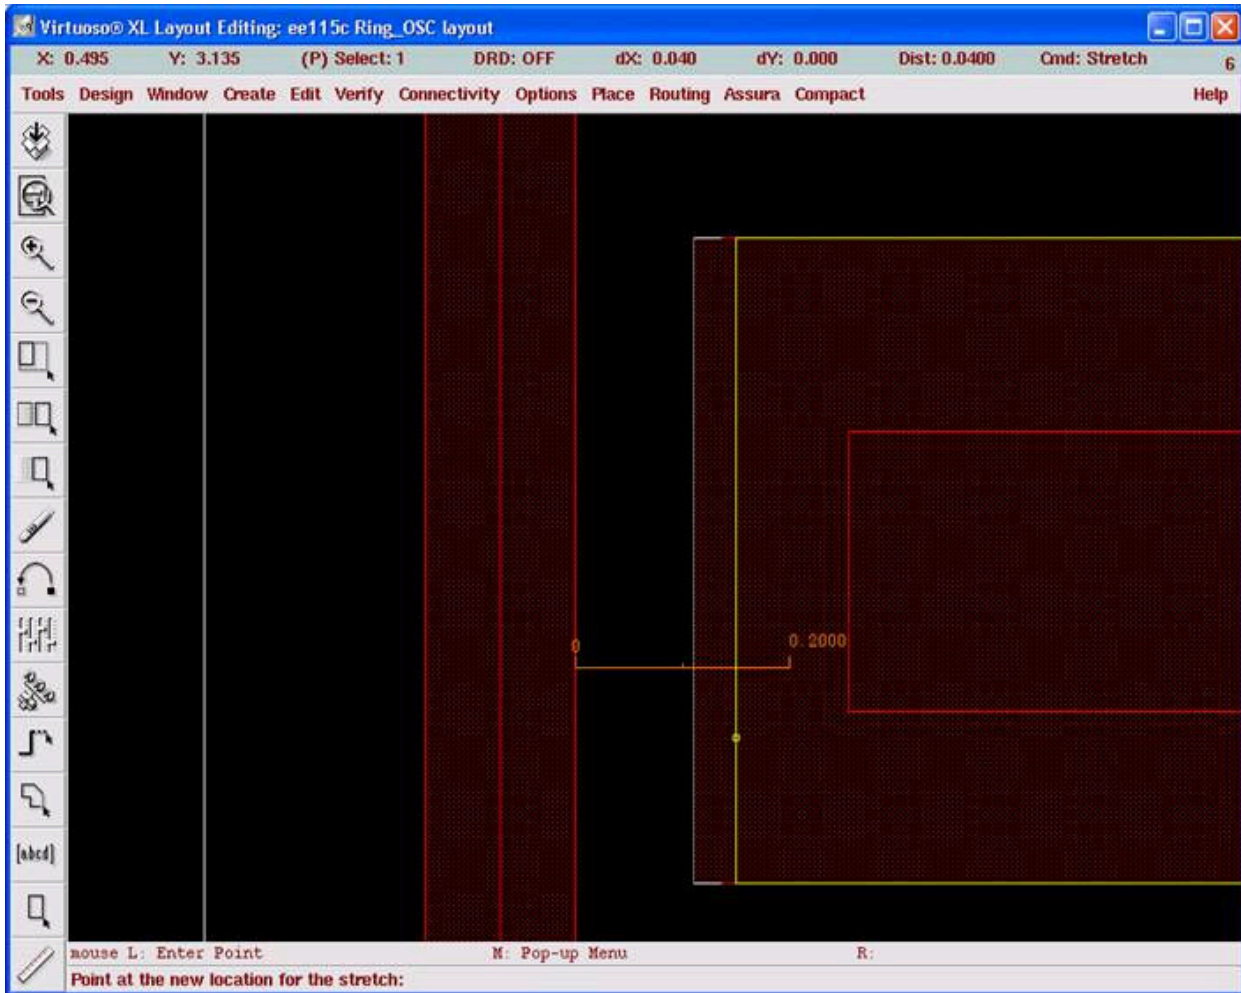 Virtuoso® XL Layout Editing: ee115c Ring_OSC layout
X: 0.495 Y: 3.135 (P) Select: 1 DRD: OFF dX: 0.040 dY: 0.000 Dist: 0.0400 Cmd: Stretch 6
Tools Design Window Create Edit Verify Connectivity Options Place Routing Assura Compact Help
0 0.2000
[abcd]
mouse L: Enter Point M: Pop-up Menu R:
Point at the new location for the stretch: